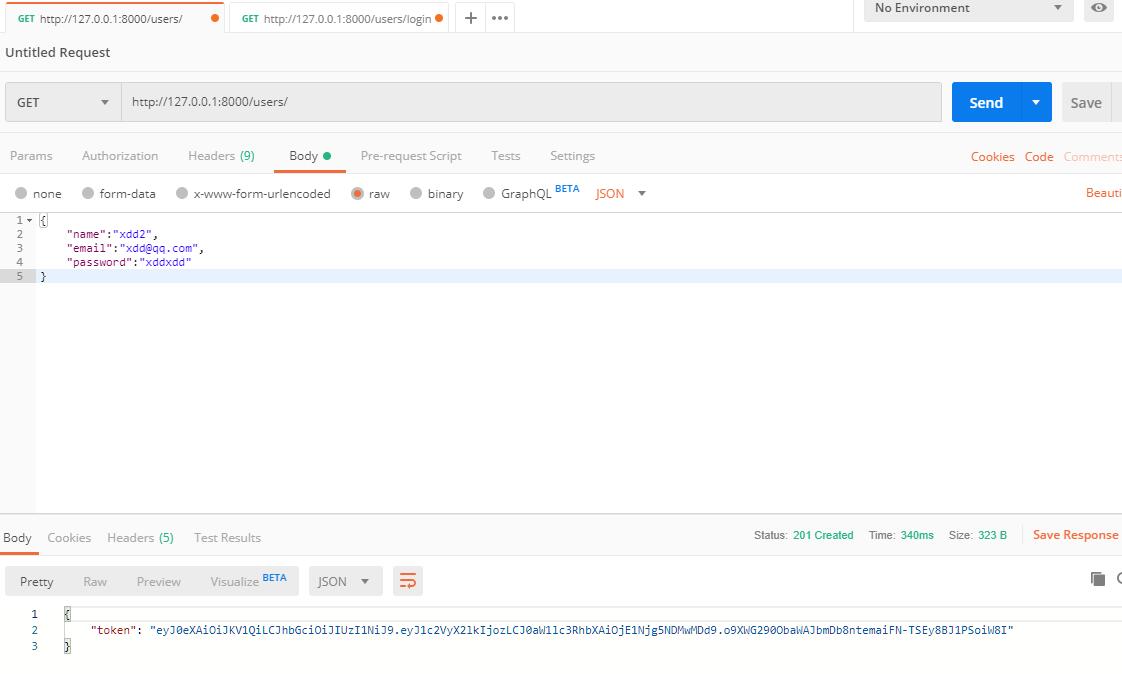 GET http://127.0.0.1:8000/users/ GET http://127.0.0.1:8000/users/login No Environment
Untitled Request
GET http://127.0.0.1:8000/users/ Send Save
Params Authorization Headers (9) Body Pre-request Script Tests Settings Cookies Code Comments
none form-data x-www-form-urlencoded raw binary GraphQL BETA JSON Beauti
1 {
2 "name":"xdd2",
3 "email":"xdd@qq.com",
4 "password":"xddxdd"
5 }
Body Cookies Headers (5) Test Results Status: 201 Created Time: 340ms Size: 323 B Save Response
Pretty Raw Preview Visualize BETA JSON
1 {
2 "token": "eyJ0eXAiOiJKV1QiLCJhbGciOiJIUzI1NiJ9.eyJ1c2VyX2lkIjozLCJ0aW1lc3RhbXAiOjE1Njg5NDMwMDd9.o9XWG290ObaWAJbmDb8ntemaiFN-TSEy8BJ1PSoiW8I"
3 }